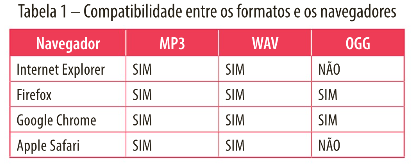 Tabela 1 – Compatibilidade entre os formatos e os navegadores
Navegador MP3 WAV OGG
Internet Explorer SIM SIM NÃO
Firefox SIM SIM SIM
Google Chrome SIM SIM SIM
Apple Safari SIM SIM NÃO